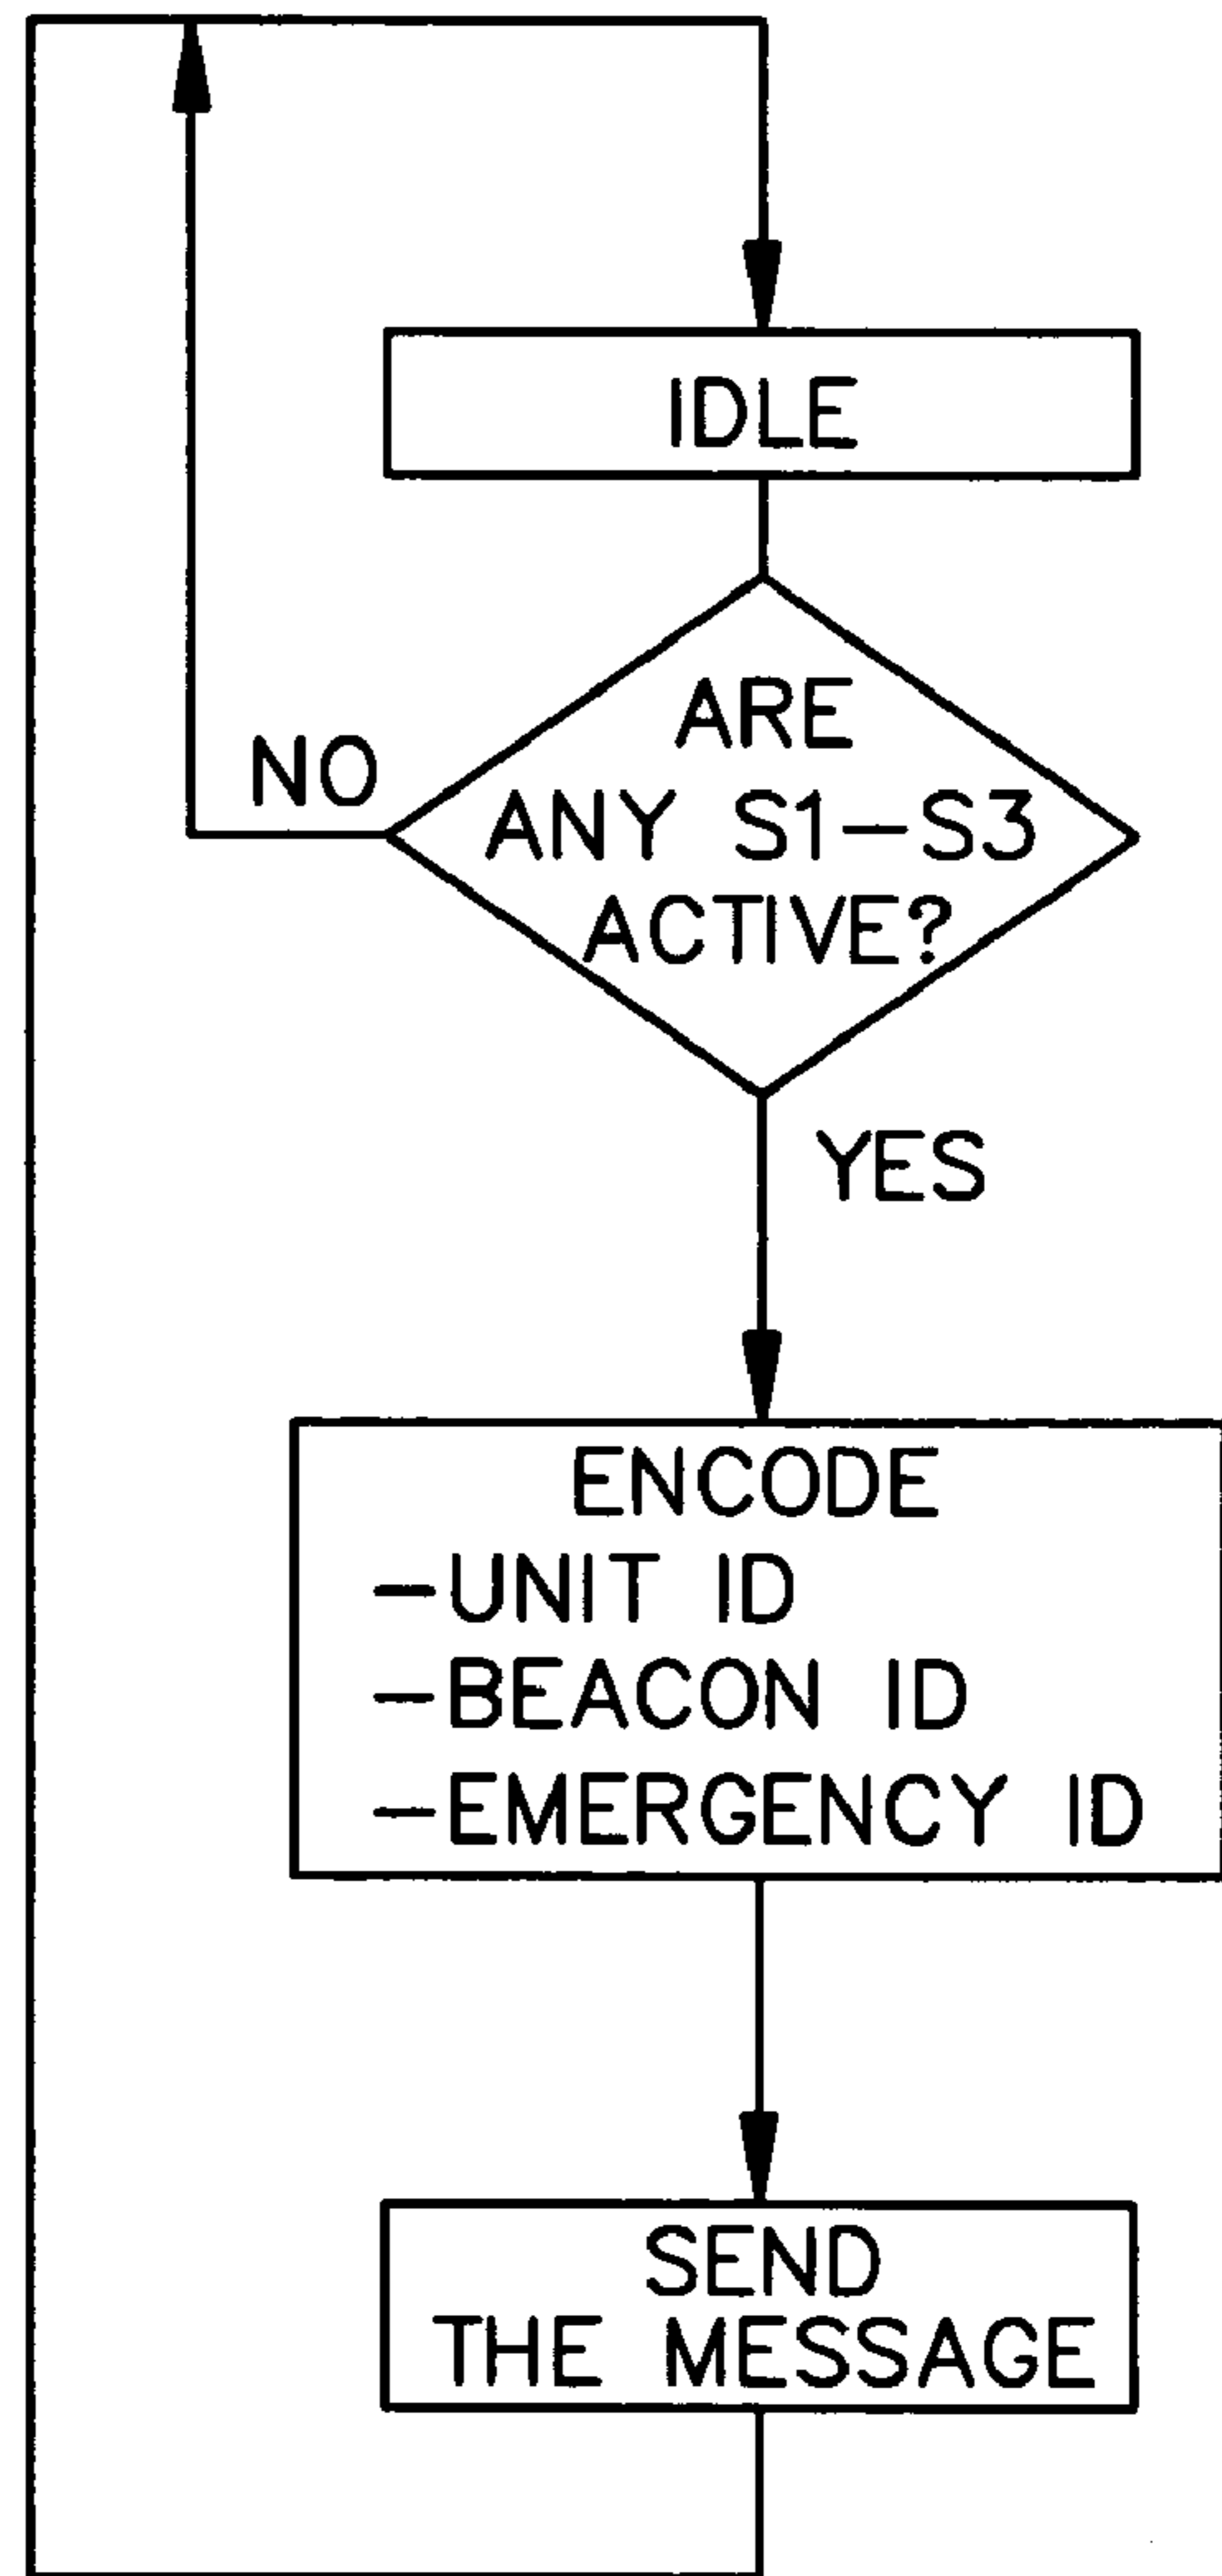 IDLE
ARE
ANY S1-S3
ACTIVE?
NO
YES
ENCODE
-UNIT ID
-BEACON ID
-EMERGENCY ID
SEND
THE MESSAGE